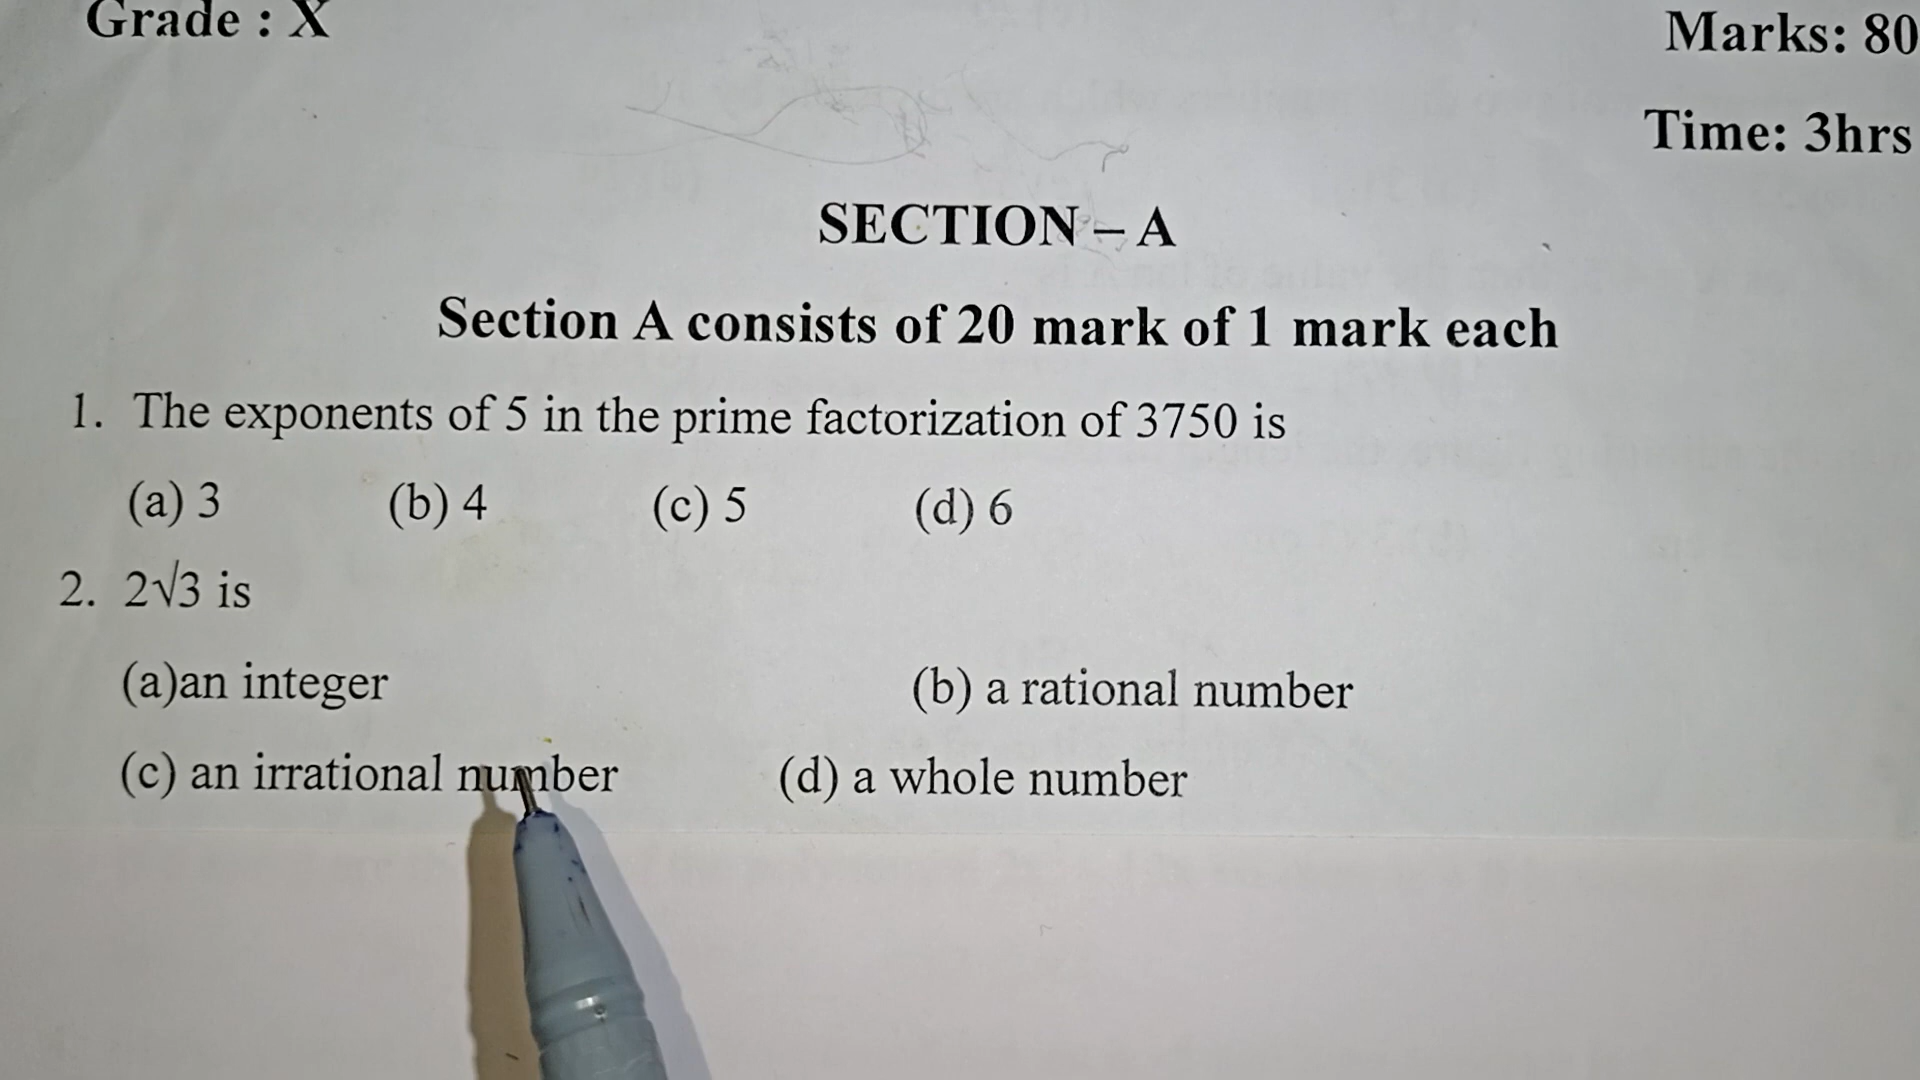 Grade : X
Marks: 80
Time: 3hrs
SECTION – A
Section A consists of 20 mark of 1 mark each
1. The exponents of 5 in the prime factorization of 3750 is
(a) 3 (b) 4 (c) 5 (d) 6
2. 2√3 is
(a)an integer (b) a rational number
(c) an irrational number (d) a whole number